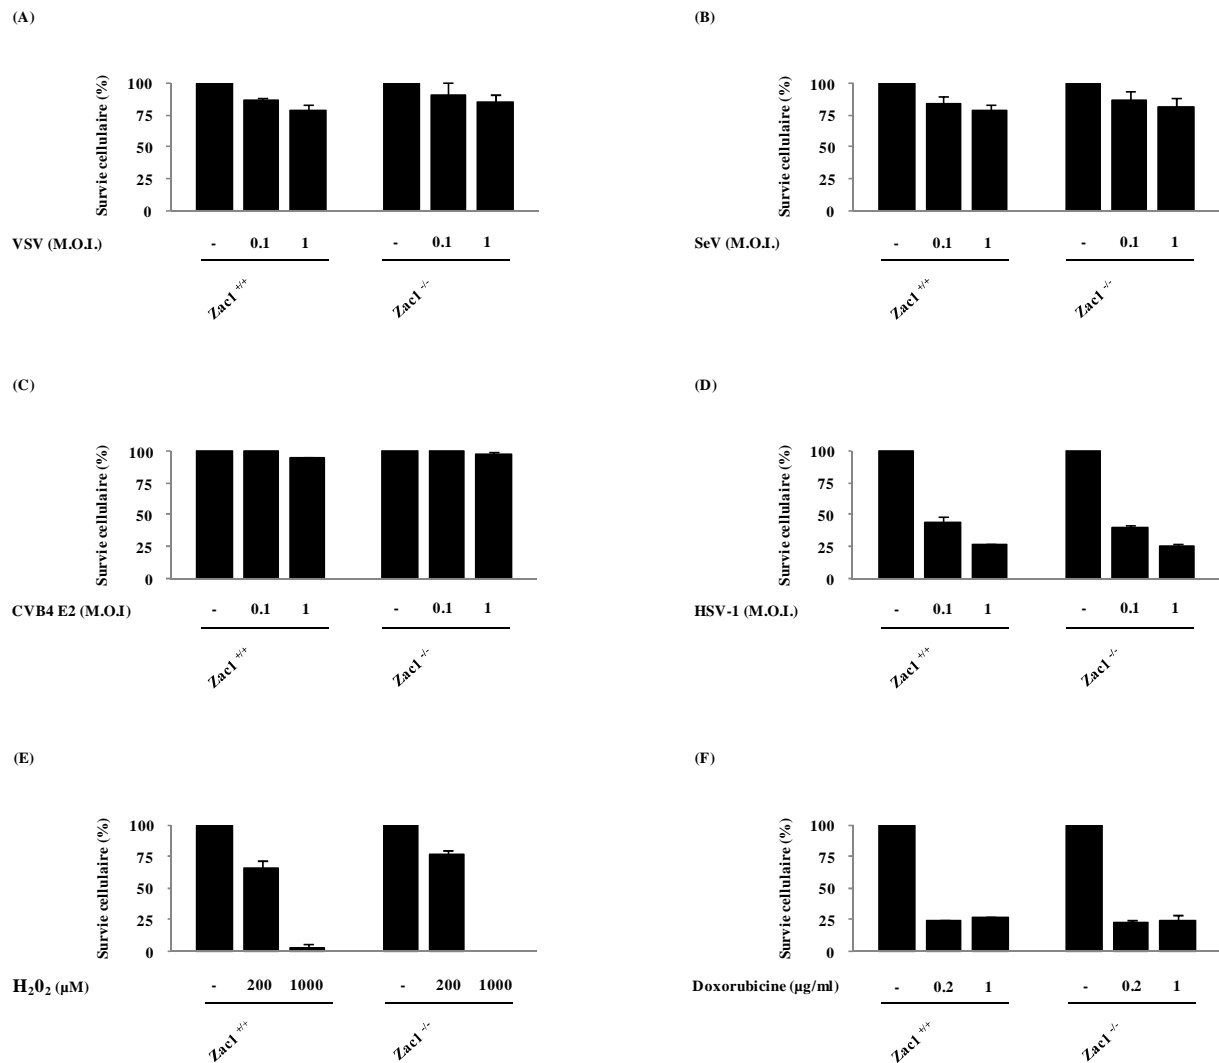 (A)
Survie cellulaire (%)
100
75
50
25
0
VSV (M.O.I.) - 0.1 1 - 0.1 1
Zac1 +/+ Zac1 -/-
(B)
Survie cellulaire (%)
100
75
50
25
0
SeV (M.O.I.) - 0.1 1 - 0.1 1
Zac1 +/+ Zac1 -/-
(C)
Survie cellulaire (%)
100
75
50
25
0
CVB4 E2 (M.O.I) - 0.1 1 - 0.1 1
Zac1 +/+ Zac1 -/-
(D)
Survie cellulaire (%)
100
75
50
25
0
HSV-1 (M.O.I.) - 0.1 1 - 0.1 1
Zac1 +/+ Zac1 -/-
(E)
Survie cellulaire (%)
100
75
50
25
0
H₂0₂ (µM) - 200 1000 - 200 1000
Zac1 +/+ Zac1 -/-
(F)
Survie cellulaire (%)
100
75
50
25
0
Doxorubicine (µg/ml) - 0.2 1 - 0.2 1
Zac1 +/+ Zac1 -/-